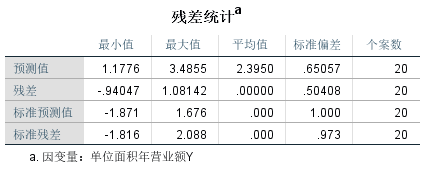 残差统计a
最小值 最大值 平均值 标准偏差 个案数
预测值 1.1776 3.4855 2.3950 .65057 20
残差 -.94047 1.08142 .00000 .50408 20
标准预测值 -1.871 1.676 .000 1.000 20
标准残差 -1.816 2.088 .000 .973 20
a. 因变量：单位面积年营业额Y